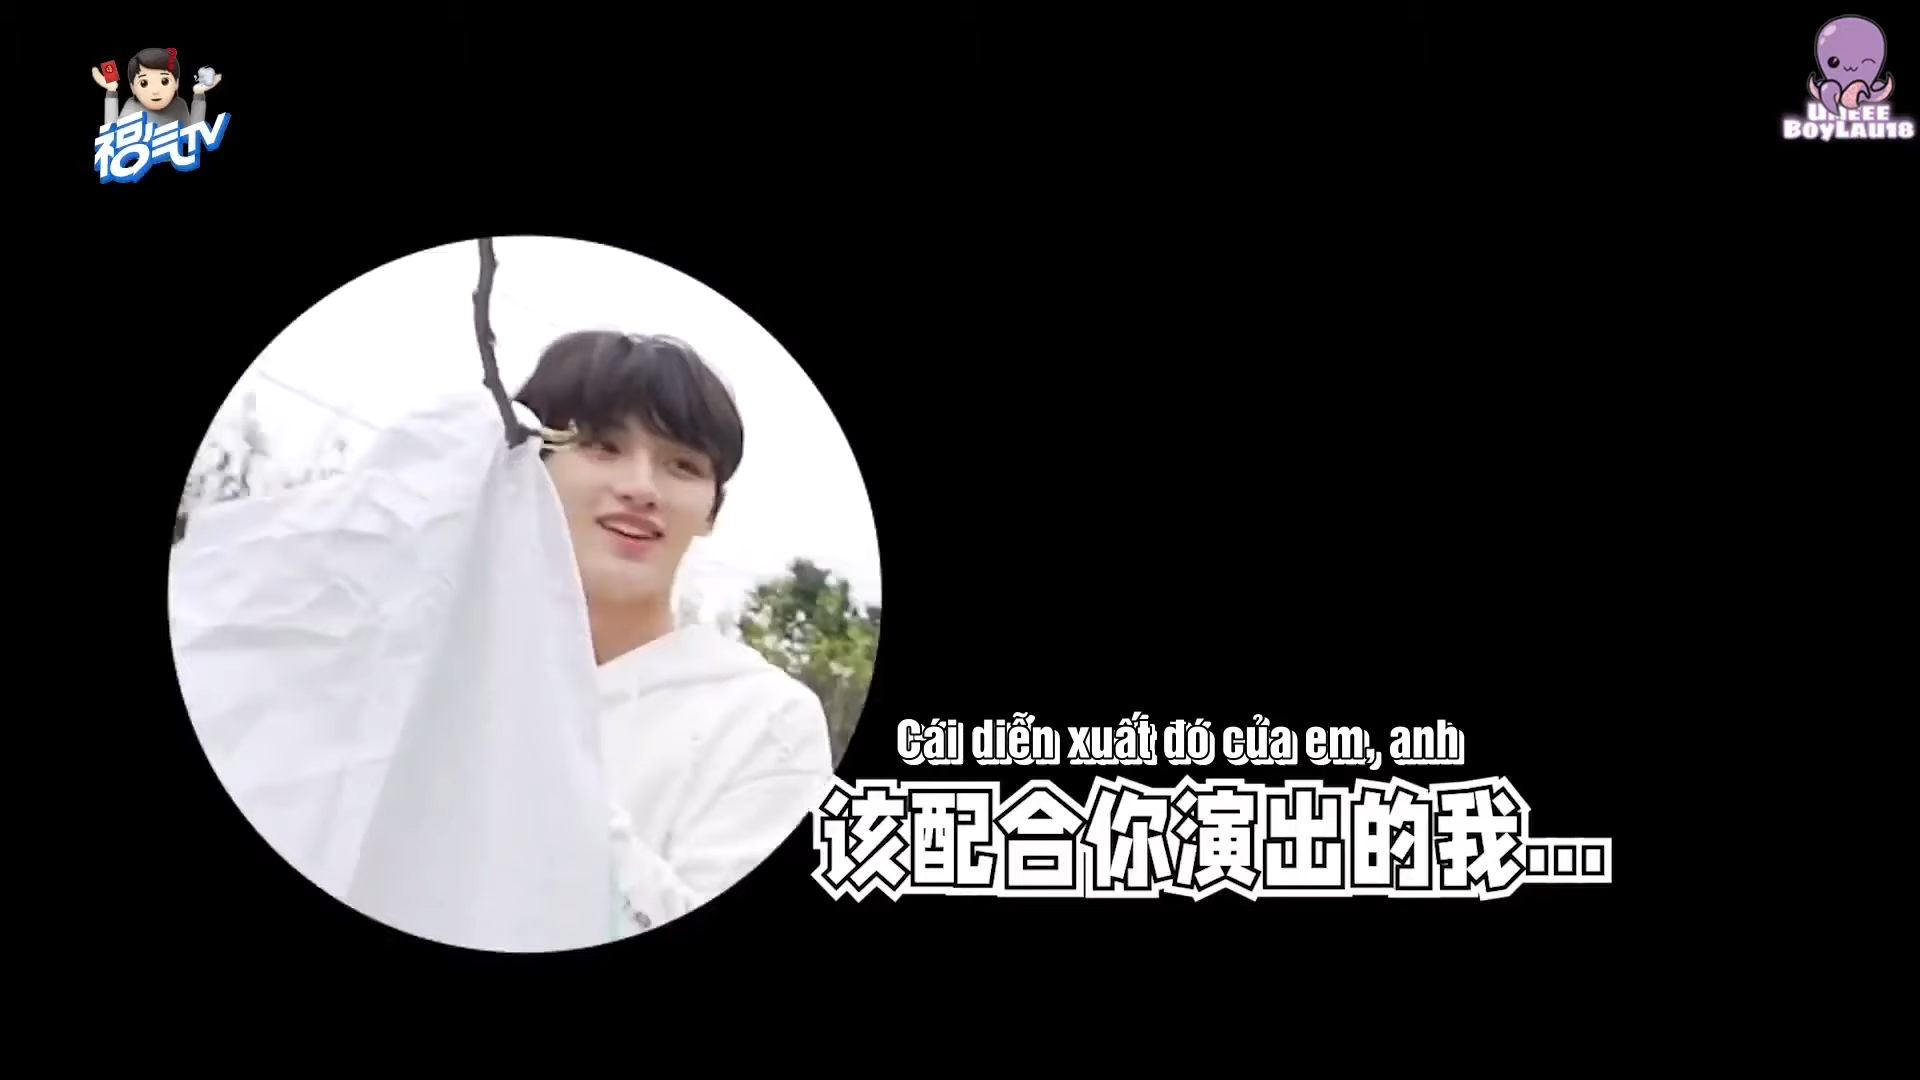 福气TV
BoyLAU18
Cái diễn xuất đó của em, anh
该配合你演出的我...